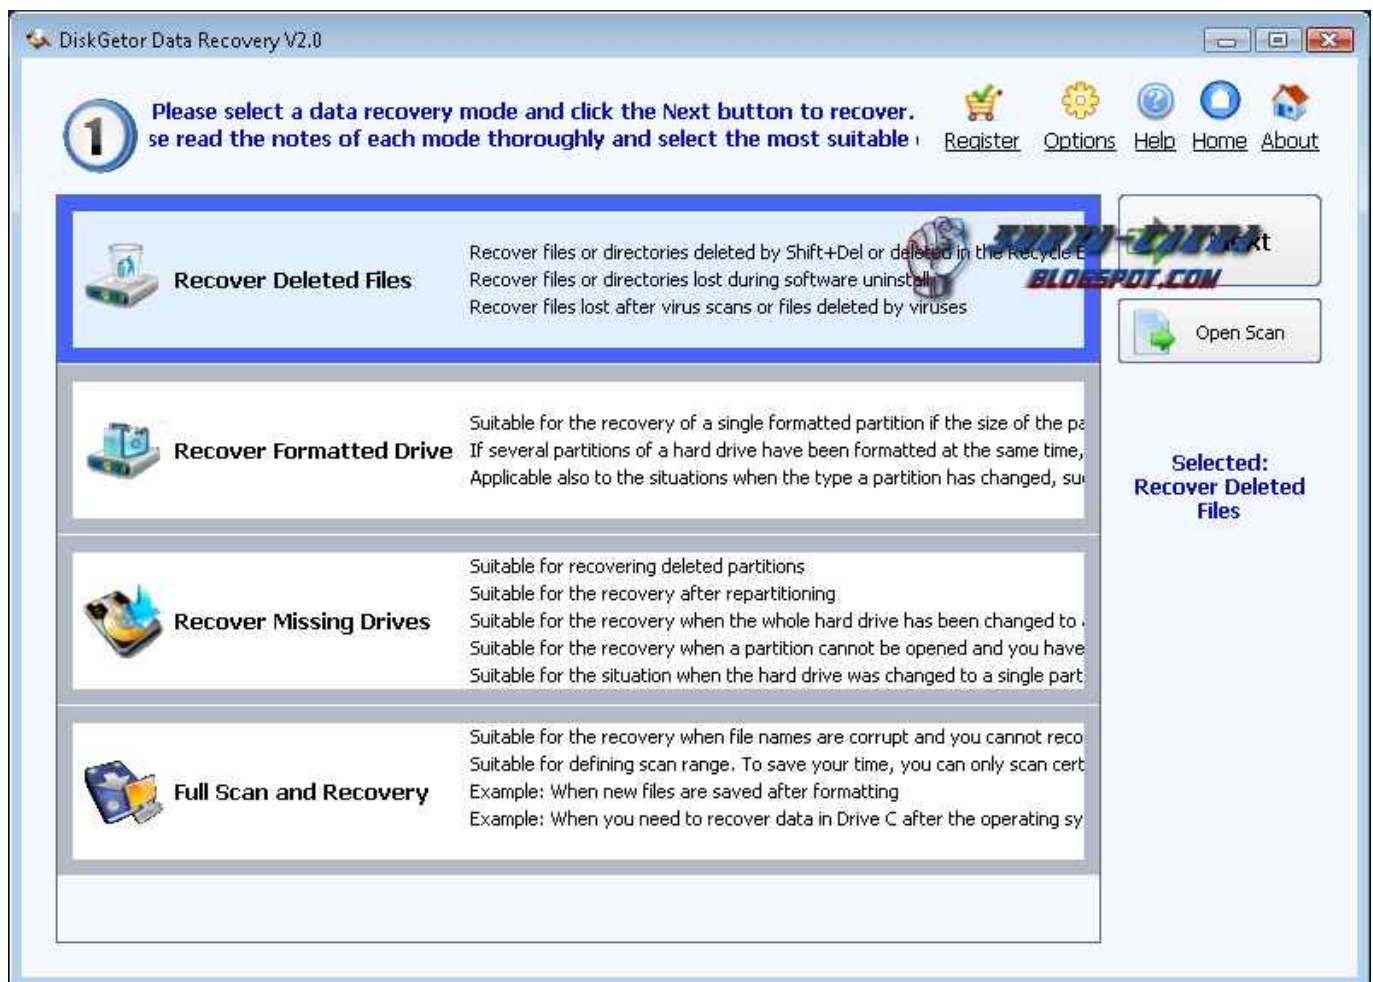 DiskGetor Data Recovery V2.0
1
Please select a data recovery mode and click the Next button to recover.
se read the notes of each mode thoroughly and select the most suitable
Register
Options
Help
Home
About
Recover Deleted Files
Recover files or directories deleted by Shift+Del or deleted in the Recycle
Recover files or directories lost during software uninstall
Recover files lost after virus scans or files deleted by viruses
Next
BLOGSPOT.COM
Open Scan
Recover Formatted Drive
Suitable for the recovery of a single formatted partition if the size of the pa
If several partitions of a hard drive have been formatted at the same time,
Applicable also to the situations when the type a partition has changed, su
Selected:
Recover Deleted
Files
Recover Missing Drives
Suitable for recovering deleted partitions
Suitable for the recovery after repartitioning
Suitable for the recovery when the whole hard drive has been changed to
Suitable for the recovery when a partition cannot be opened and you have
Suitable for the situation when the hard drive was changed to a single part
Full Scan and Recovery
Suitable for the recovery when file names are corrupt and you cannot reco
Suitable for defining scan range. To save your time, you can only scan cert
Example: When new files are saved after formatting
Example: When you need to recover data in Drive C after the operating sy